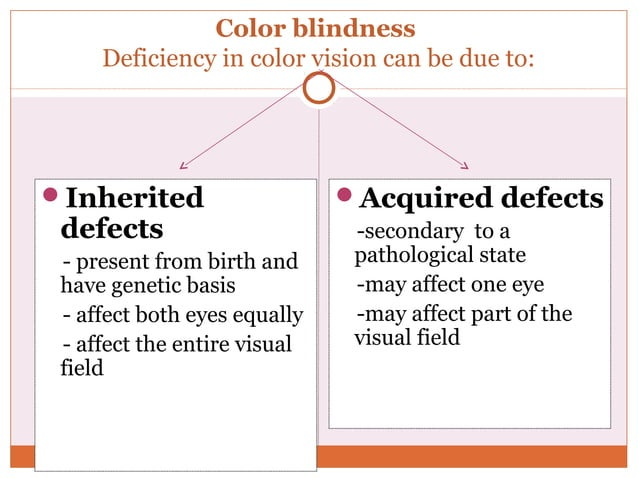 Color blindness
Deficiency in color vision can be due to:
Inherited
defects
- present from birth and
have genetic basis
- affect both eyes equally
- affect the entire visual
field
Acquired defects
-secondary  to a
pathological state
-may affect one eye
-may affect part of the
visual field